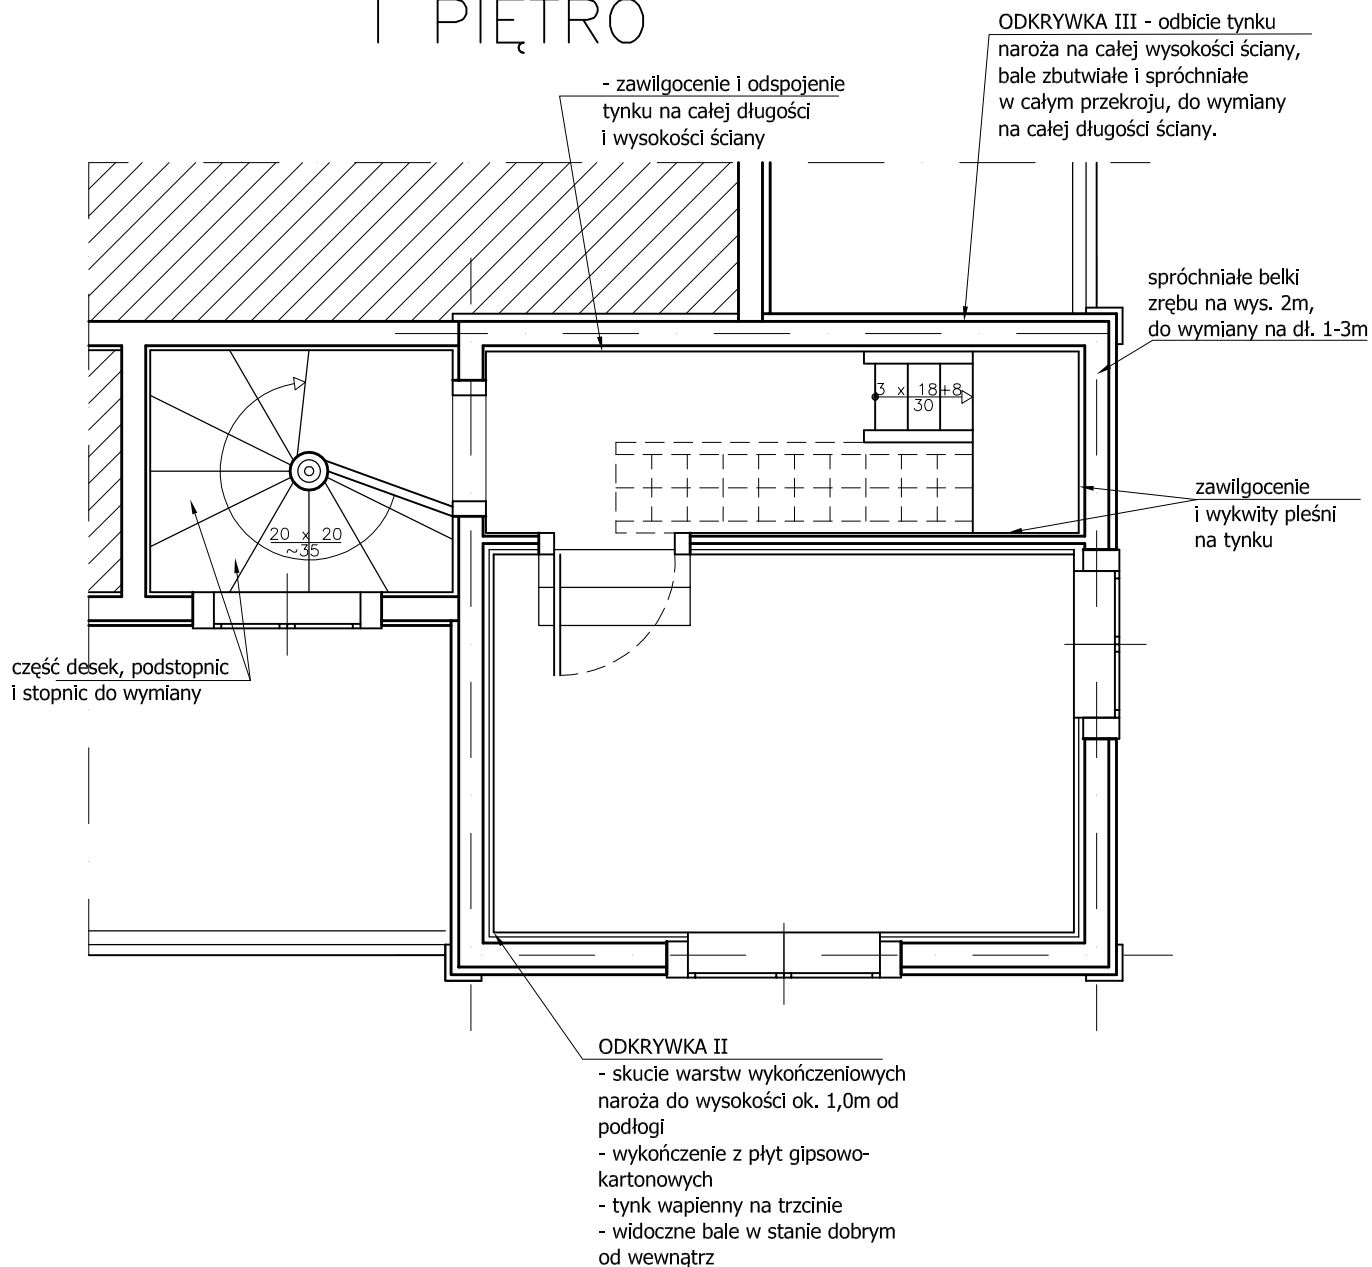 I PIĘTRO
ODKRYWKA III - odbicie tynku
naroża na całej wysokości ściany,
bale zbutwiałe i spróchniałe
w całym przekroju, do wymiany
na całej długości ściany.
- zawilgocenie i odspojenie
tynku na całej długości
i wysokości ściany
spróchniałe belki
zrębu na wys. 2m,
do wymiany na dł. 1-3m
3 x 18+8
30
zawilgocenie
i wykwity pleśni
na tynku
20 x 20
~35
część desek, podstopnic
i stopnic do wymiany
ODKRYWKA II
- skucie warstw wykończeniowych
naroża do wysokości ok. 1,0m od
podłogi
- wykończenie z płyt gipsowo-
kartonowych
- tynk wapienny na trzcinie
- widoczne bale w stanie dobrym
od wewnątrz